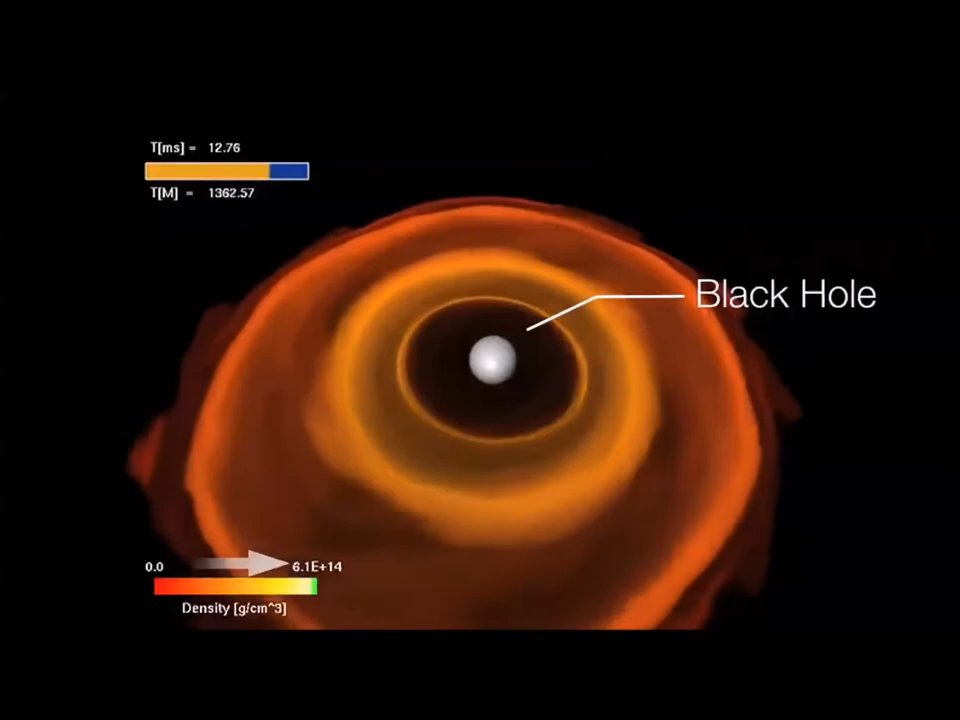 T[ms] = 12.76
T[M] = 1362.57
Black Hole
0.0 6.1E+14
Density [g/cm^3]